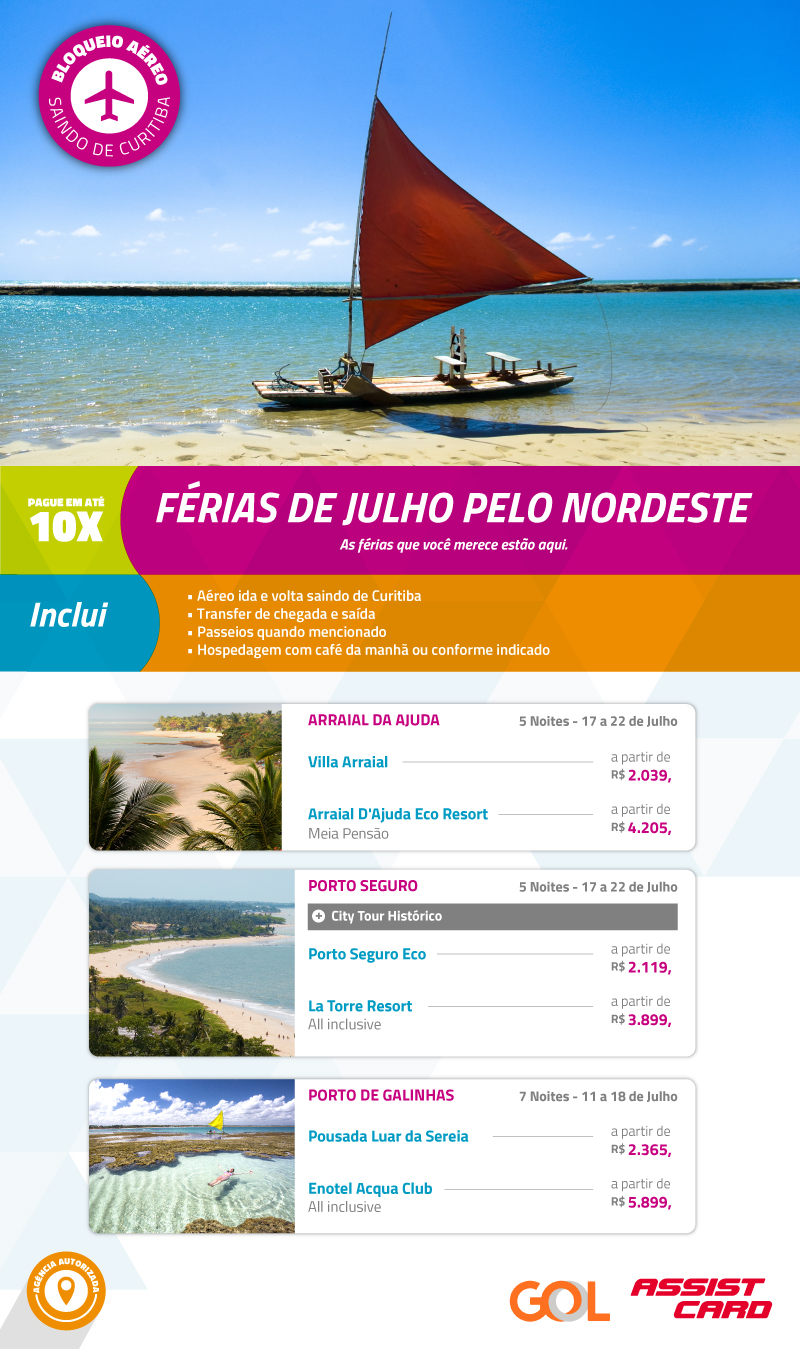 BLOQUEIO AÉREO
SAINDO DE CURITIBA
PAGUE EM ATÉ
10X
FÉRIAS DE JULHO PELO NORDESTE
As férias que você merece estão aqui.
Inclui
• Aéreo ida e volta saindo de Curitiba
• Transfer de chegada e saída
• Passeios quando mencionado
• Hospedagem com café da manhã ou conforme indicado
ARRAIAL DA AJUDA 5 Noites - 17 a 22 de Julho
Villa Arraial a partir de
R$ 2.039,
Arraial D'Ajuda Eco Resort a partir de
Meia Pensão R$ 4.205,
PORTO SEGURO 5 Noites - 17 a 22 de Julho
City Tour Histórico
Porto Seguro Eco a partir de
R$ 2.119,
La Torre Resort a partir de
All inclusive R$ 3.899,
PORTO DE GALINHAS 7 Noites - 11 a 18 de Julho
Pousada Luar da Sereia a partir de
R$ 2.365,
Enotel Acqua Club a partir de
All inclusive R$ 5.899,
AGÊNCIA AUTORIZADA
GOL
ASSIST
CARD